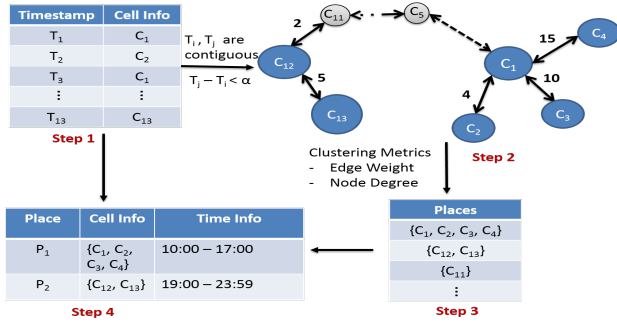 Timestamp Cell Info
T1 C1
T2 C2
T3 C1
⋮ ⋮
T13 C13
Step 1
Ti , Tj are
contiguous
Tj – Ti < α
C11
2
C12
5
C13
C5
C4
15
C1
10
4
C3
C2
Step 2
Clustering Metrics
- Edge Weight
- Node Degree
Places
{C1, C2, C3, C4}
{C12, C13}
{C11}
⋮
Step 3
Place Cell Info Time Info
P1 {C1, C2, 10:00 – 17:00
C3, C4}
P2 {C12, C13} 19:00 – 23:59
Step 4